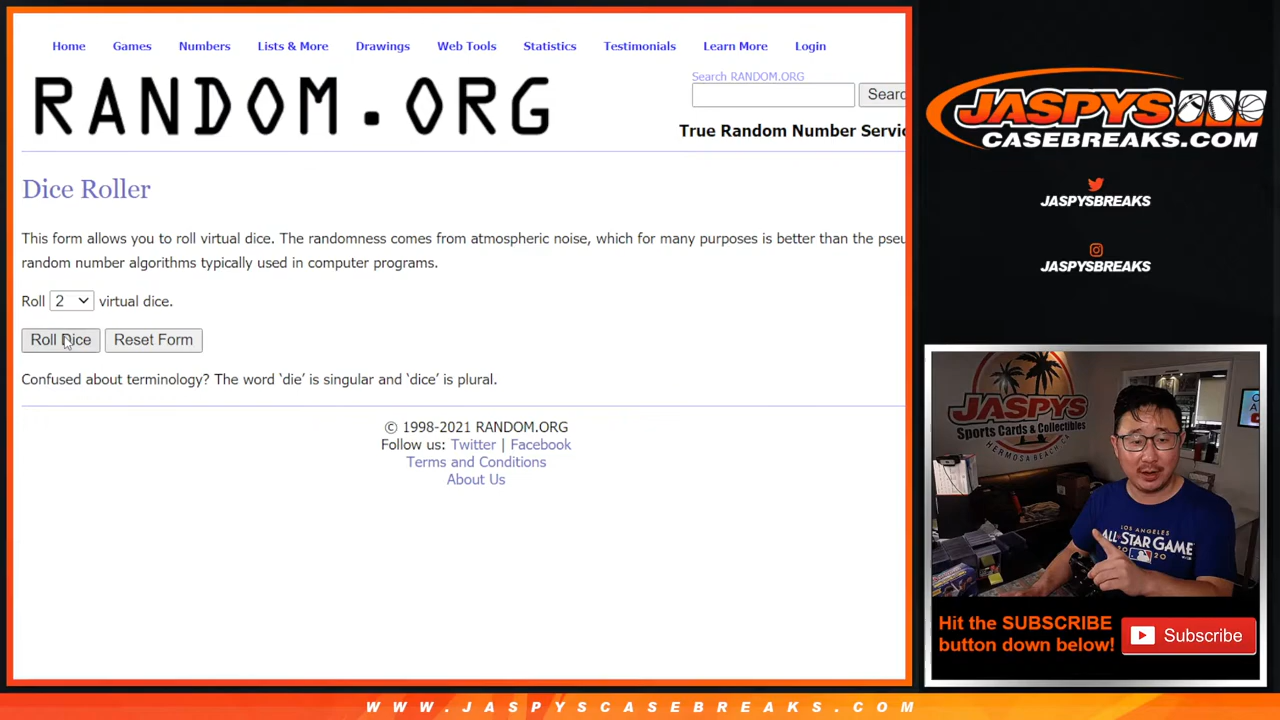 Home Games Numbers Lists & More Drawings Web Tools Statistics Testimonials Learn More Login
RANDOM.ORG
Search RANDOM.ORG
Searc
True Random Number Servic
Dice Roller
This form allows you to roll virtual dice. The randomness comes from atmospheric noise, which for many purposes is better than the pseu
random number algorithms typically used in computer programs.
Roll 2 virtual dice.
Roll Dice Reset Form
Confused about terminology? The word ‘die’ is singular and ‘dice’ is plural.
© 1998-2021 RANDOM.ORG
Follow us: Twitter | Facebook
Terms and Conditions
About Us
JASPYS
CASEBREAKS.COM
JASPYSBREAKS
JASPYSBREAKS
JASPYS
Sports Cards & Collectibles
HERMOSA BEACH, CA
LOS ANGELES
ALL STAR GAME
Hit the SUBSCRIBE
button down below!
Subscribe
WWW.JASPYSCASEBREAKS.COM